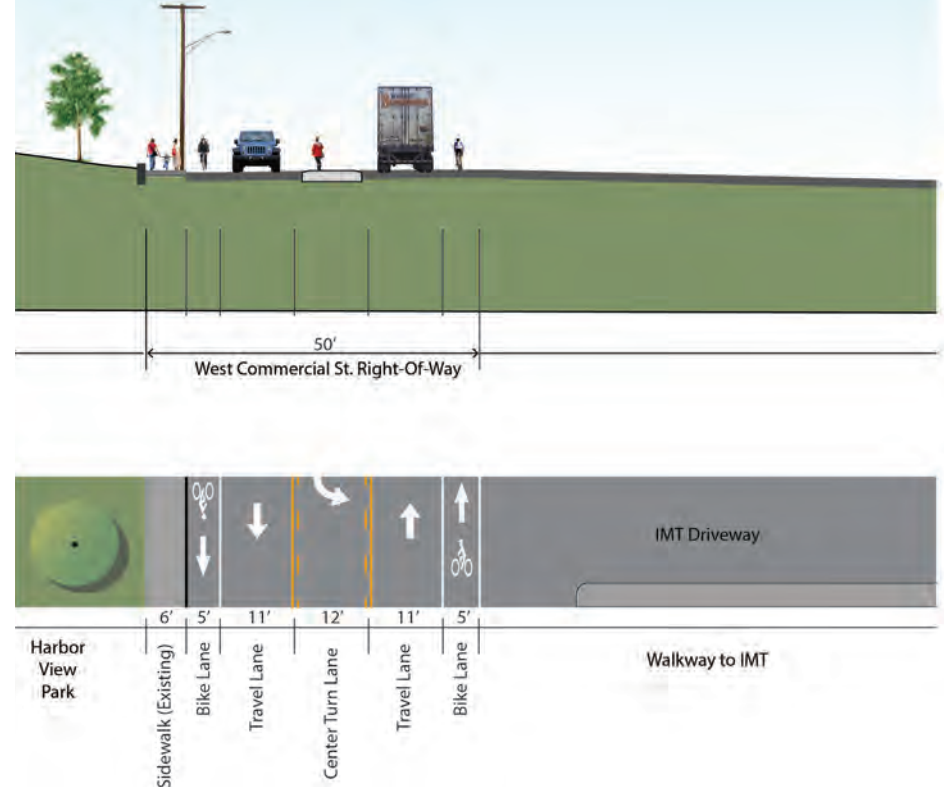 50’
West Commercial St. Right-Of-Way
IMT Driveway
6’ 5’ 11’ 12’ 11’ 5’
Harbor
View
Park
Sidewalk (Existing)
Bike Lane
Travel Lane
Center Turn Lane
Travel Lane
Bike Lane
Walkway to IMT